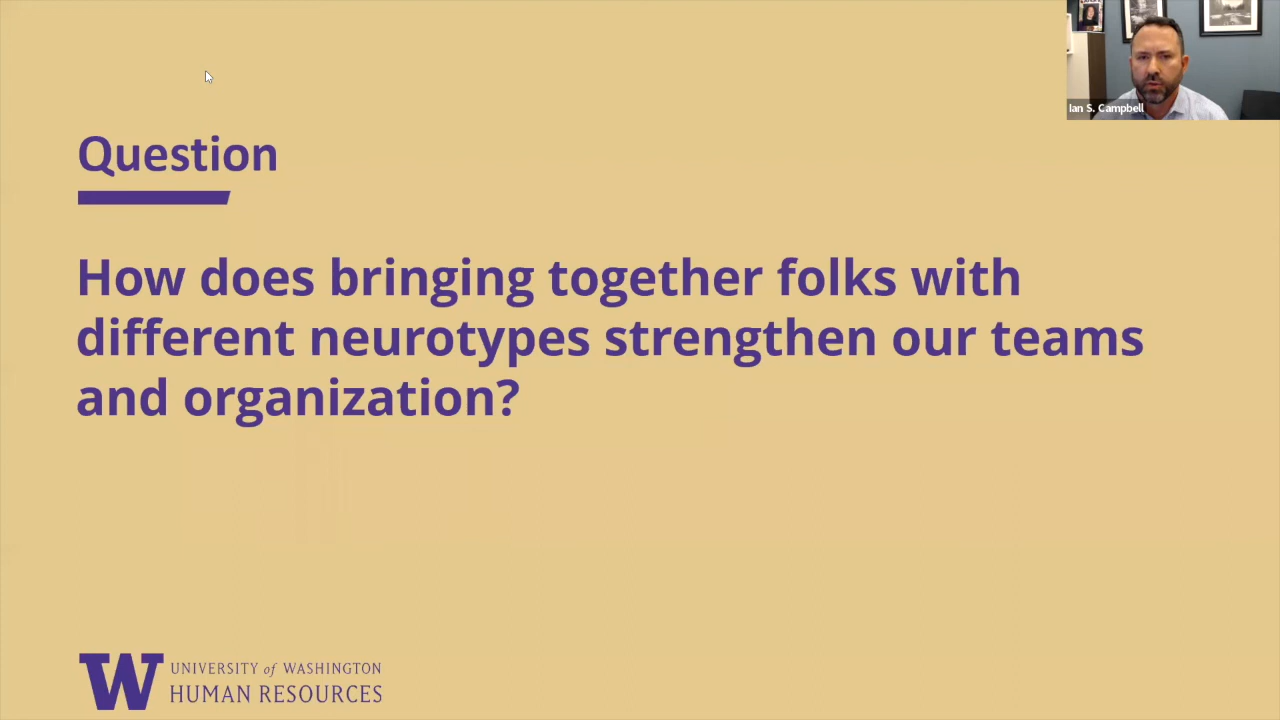 Ian S. Campbell
Question
How does bringing together folks with
different neurotypes strengthen our teams
and organization?
W
UNIVERSITY of WASHINGTON
HUMAN RESOURCES